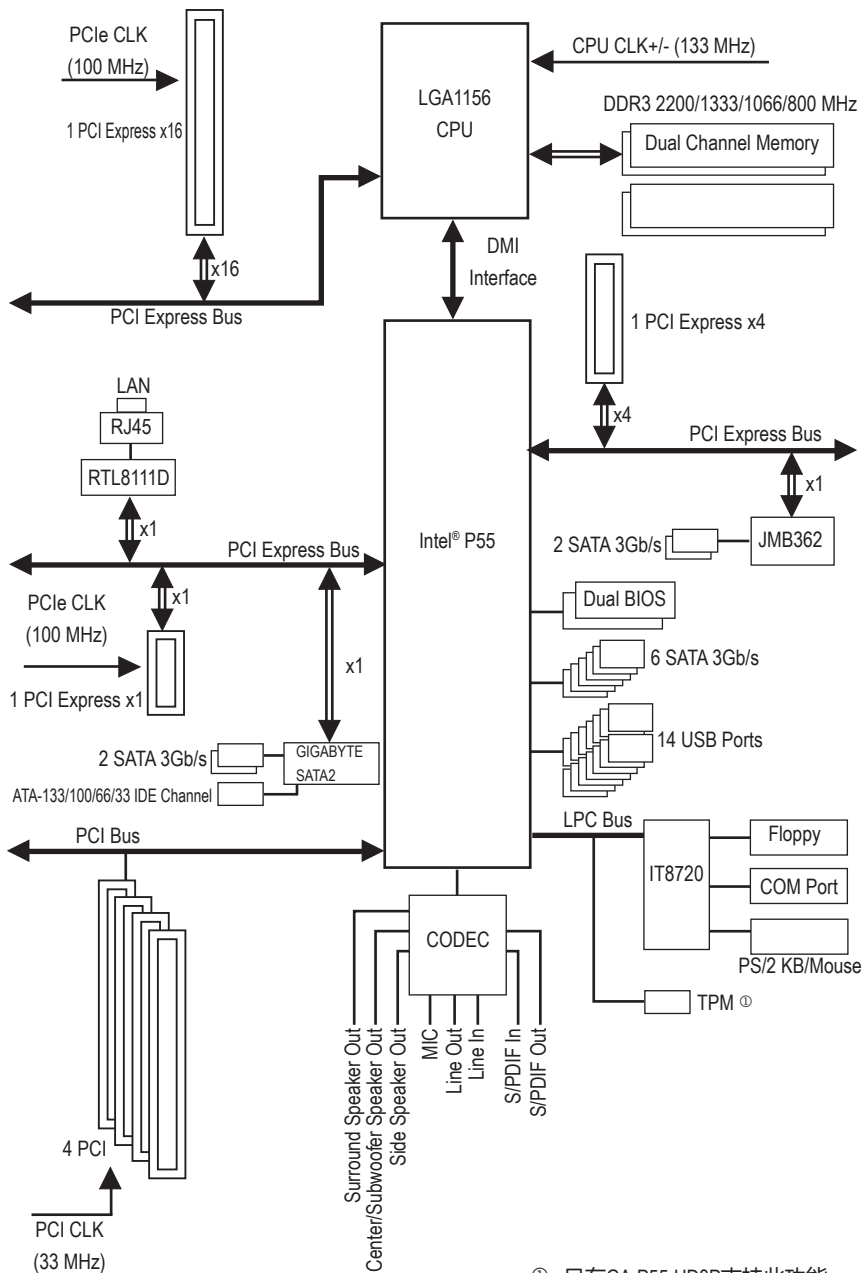 PCIe CLK
(100 MHz)
1 PCI Express x16
x16
PCI Express Bus
LGA1156
CPU
CPU CLK+/- (133 MHz)
DDR3 2200/1333/1066/800 MHz
Dual Channel Memory
DMI
Interface
1 PCI Express x4
x4
PCI Express Bus
x1
JMB362
2 SATA 3Gb/s
LAN
RJ45
RTL8111D
x1
PCI Express Bus
Intel® P55
x1
PCIe CLK
(100 MHz)
1 PCI Express x1
x1
2 SATA 3Gb/s
GIGABYTE
SATA2
ATA-133/100/66/33 IDE Channel
Dual BIOS
6 SATA 3Gb/s
14 USB Ports
PCI Bus
LPC Bus
IT8720
Floppy
COM Port
PS/2 KB/Mouse
TPM ①
CODEC
Surround Speaker Out
Center/Subwoofer Speaker Out
Side Speaker Out
MIC
Line Out
Line In
S/PDIF In
S/PDIF Out
4 PCI
PCI CLK
(33 MHz)